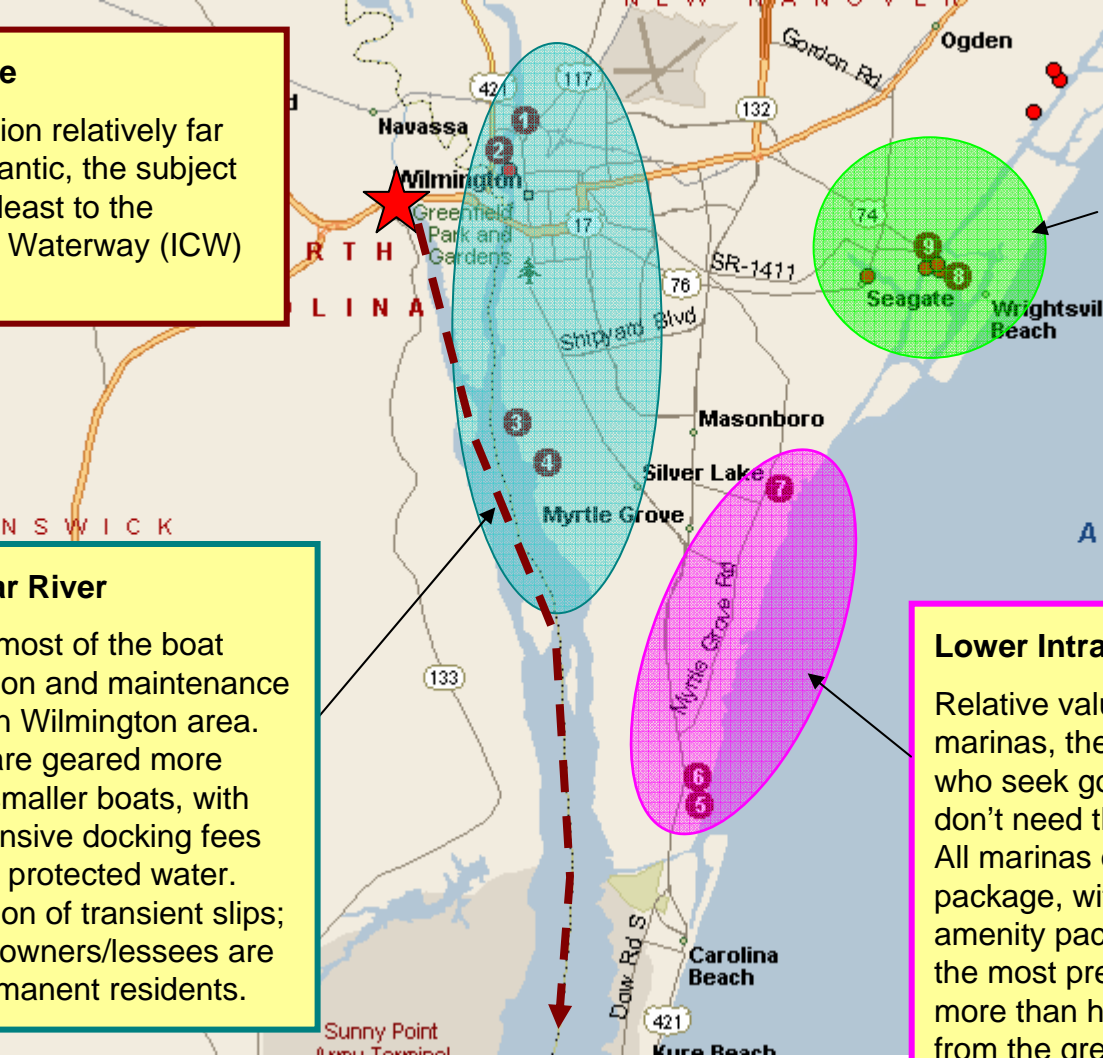 N E W   H A N O V E R
Ogden
Gordon Rd
117
421
132
Navassa
e
ion relatively far
antic, the subject
least to the
Waterway (ICW)
d
1
2
Wilmington
Greenfield
Park and
Gardens
17
R T H
L I N A
SR-1411
76
Shipyard Blvd
74
9
8
Seagate
Wrightsvil
Beach
3
4
Masonboro
Silver Lake
7
Myrtle Grove
A
N S W I C K
ar River
most of the boat
ion and maintenance
n Wilmington area.
are geared more
maller boats, with
nsive docking fees
protected water.
ion of transient slips;
owners/lessees are
rmanent residents.
133
Myrtle Grove Rd
6
5
Lower Intra
Relative valu
marinas, the
who seek go
don't need th
All marinas
package, wi
amenity pac
the most pre
more than h
from the gre
Dow Rd S
Carolina
Beach
421
Kure Beach
Sunny Point
Army Terminal